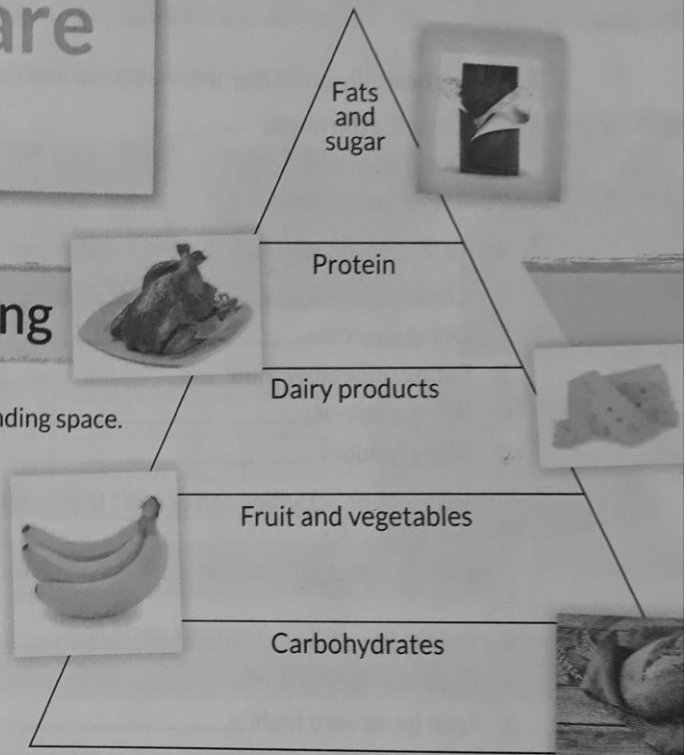 are
Fats
and
sugar
Protein
ng
Dairy products
nding space.
Fruit and vegetables
Carbohydrates